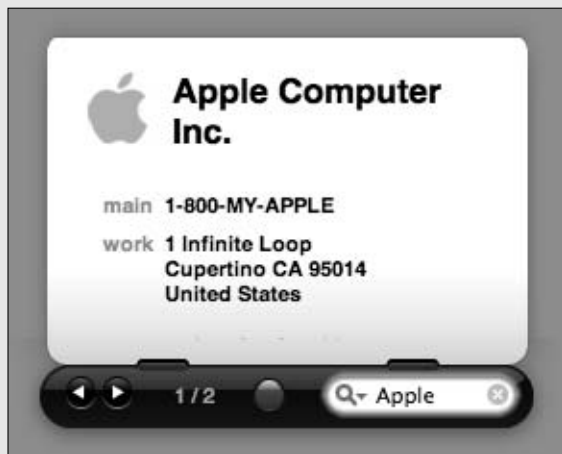 Apple Computer
Inc.
main 1-800-MY-APPLE
work 1 Infinite Loop
Cupertino CA 95014
United States
1/2
Apple